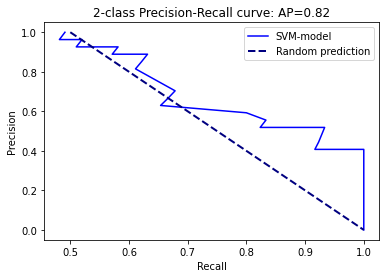 2-class Precision-Recall curve: AP=0.82
SVM-model
Random prediction
Precision
1.0
0.8
0.6
0.4
0.2
0.0
0.5
0.6
0.7
0.8
0.9
1.0
Recall